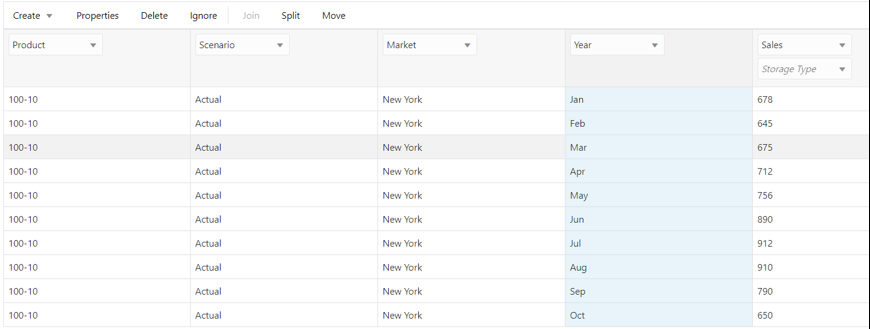 Create Properties Delete Ignore Join Split Move
Product Scenario Market Year Sales
Storage Type
100-10 Actual New York Jan 678
100-10 Actual New York Feb 645
100-10 Actual New York Mar 675
100-10 Actual New York Apr 712
100-10 Actual New York May 756
100-10 Actual New York Jun 890
100-10 Actual New York Jul 912
100-10 Actual New York Aug 910
100-10 Actual New York Sep 790
100-10 Actual New York Oct 650